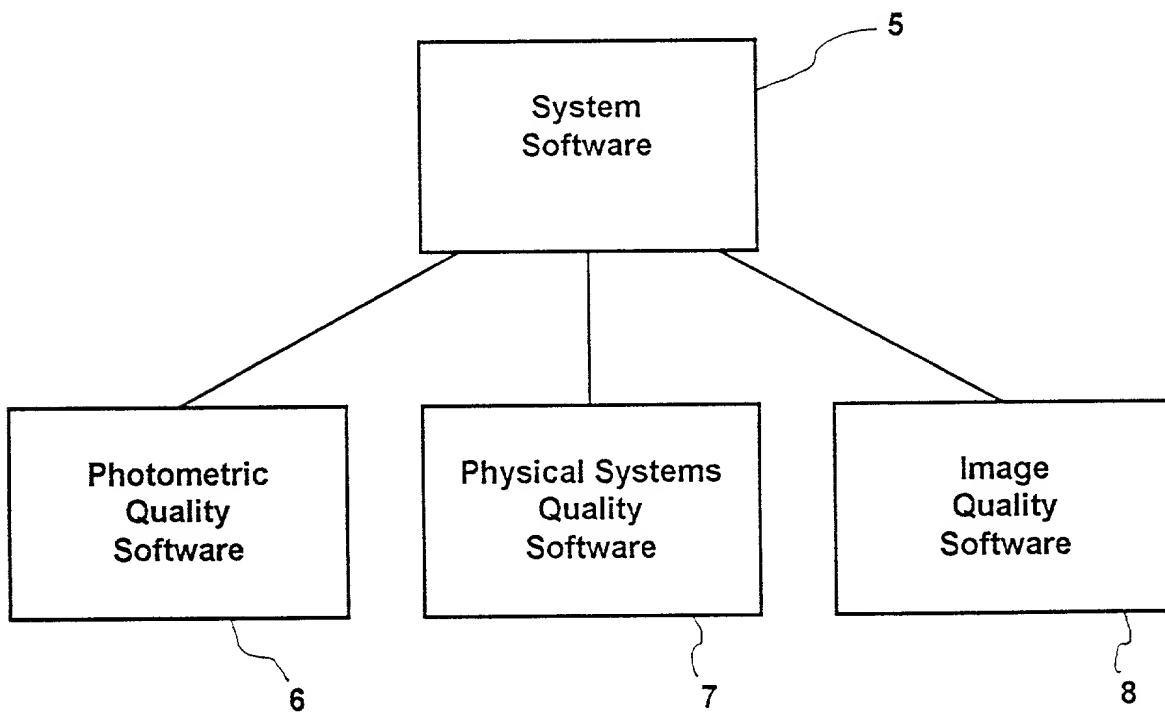 5
System
Software
Photometric
Quality
Software
Physical Systems
Quality
Software
Image
Quality
Software
6
7
8